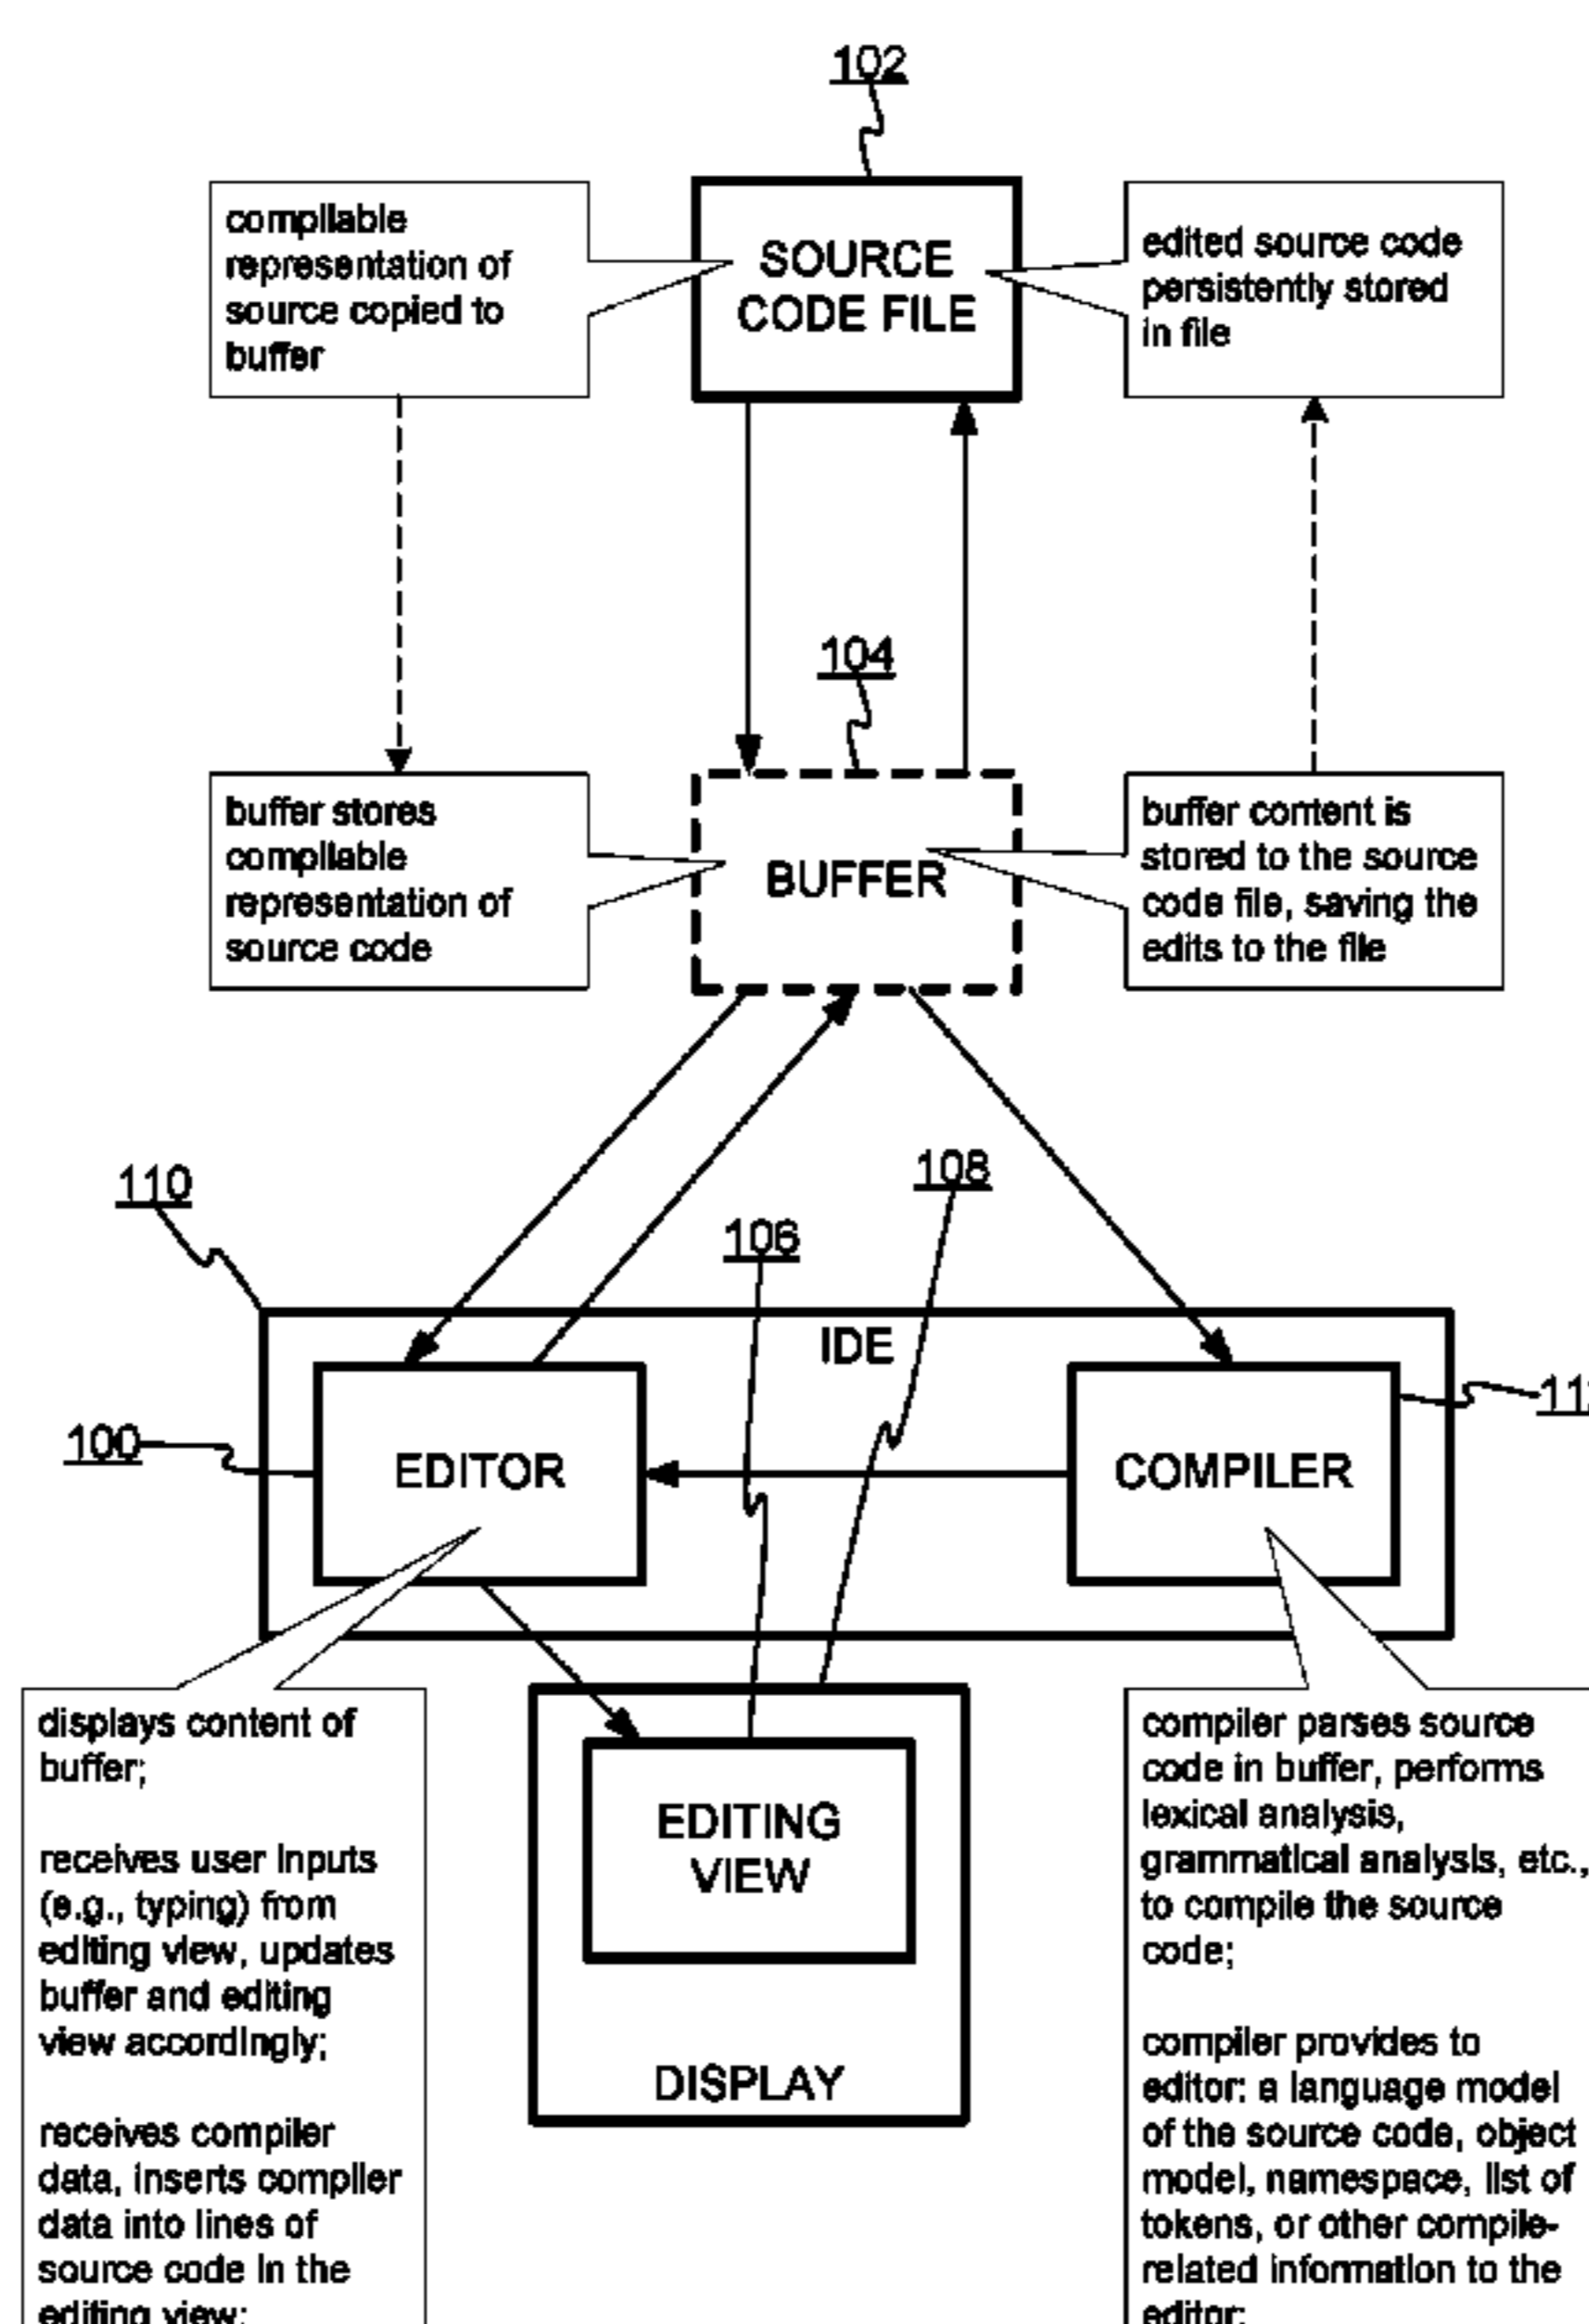 102
compilable
representation of
source copied to
buffer
SOURCE
CODE FILE
edited source code
persistently stored
in file
104
buffer stores
compilable
representation of
source code
BUFFER
buffer content is
stored to the source
code file, saving the
edits to the file
110
108
106
IDE
100
EDITOR
COMPILER
displays content of
buffer;
receives user inputs
(e.g., typing) from
editing view, updates
buffer and editing
view accordingly;
receives compiler
data, inserts compiler
data into lines of
source code in the
editing view;
EDITING
VIEW
DISPLAY
compiler parses source
code in buffer, performs
lexical analysis,
grammatical analysis, etc.,
to compile the source
code;
compiler provides to
editor: a language model
of the source code, object
model, namespace, list of
tokens, or other compile-
related information to the
editor;